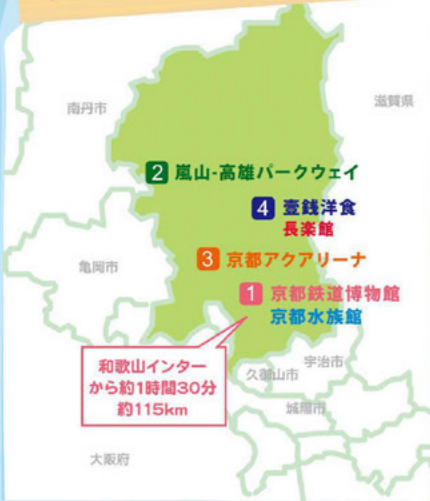 南丹市
滋賀県
2 嵐山-高雄パークウェイ
4 壹銭洋食
長楽館
3 京都アクアリーナ
亀岡市
1 京都鉄道博物館
京都水族館
和歌山インター
から約1時間30分
約115km
宇治市
久御山市
城陽市
大阪府